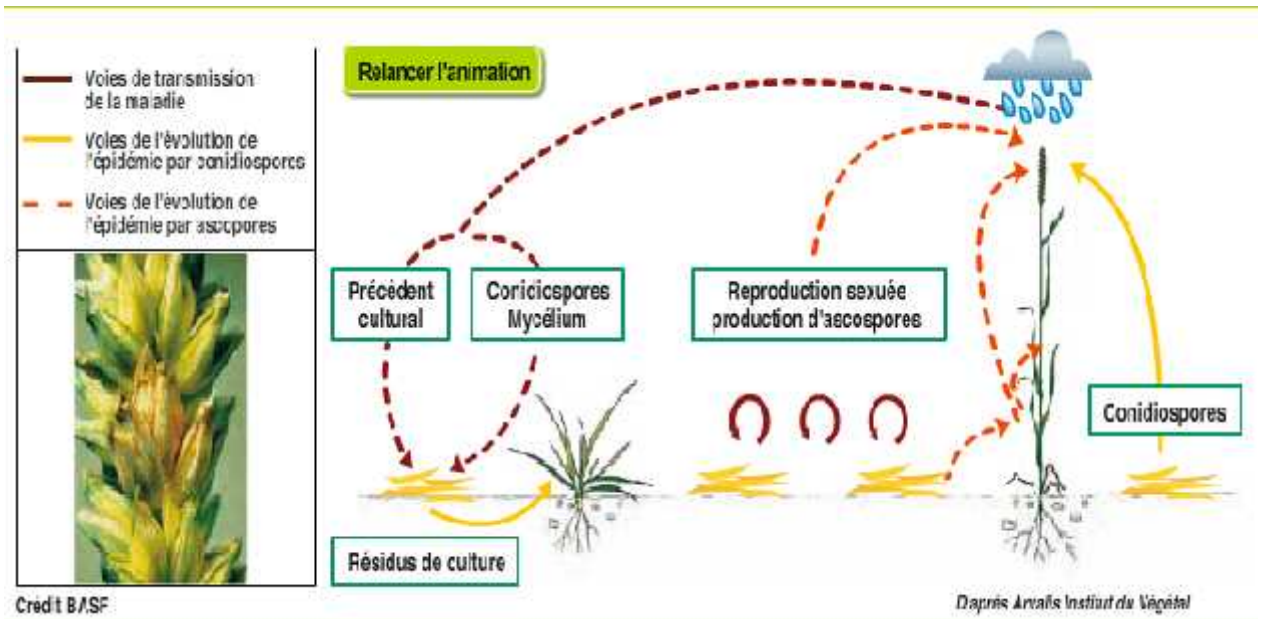 Voies de transmission
de la maladie
Voies de l'évolution de
l'épidémie par conidiospores
Voies de l'évolution de
l'épidémie par ascopores
Relancer l'animation
Précédent
cultural
Conidiospores
Mycélium
Reproduction sexuée
production d'ascospores
Conidiospores
Résidus de culture
Crédit BASF
D'après Arvalis Institut du Végétal